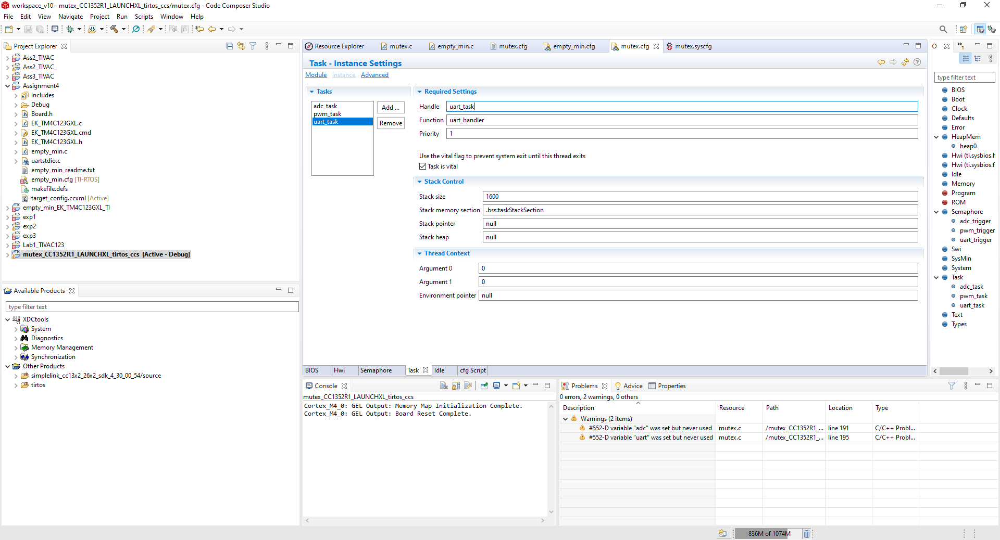 workspace_v10 - mutex_CC1352R1_LAUNCHXL_tirtos_ccs/mutex.cfg - Code Composer Studio
File Edit View Navigate Project Run Scripts Window Help
Project Explorer
Ass2_TIVAC
Ass2_TIVAC_
Ass3_TIVAC
Assignment4
Includes
Debug
Board.h
EK_TM4C123GXL.c
EK_TM4C123GXL.cmd
EK_TM4C123GXL.h
empty_min.c
uartstdio.c
empty_min_readme.txt
empty_min.cfg [TI-RTOS]
makefile.defs
target_config.ccxml [Active]
empty_min_EK_TM4C123GXL_TI
exp1
exp2
exp3
Lab1_TIVAC123
mutex_CC1352R1_LAUNCHXL_tirtos_ccs [Active - Debug]
Available Products
type filter text
XDCtools
System
Diagnostics
Memory Management
Synchronization
Other Products
simplelink_cc13x2_26x2_sdk_4_30_00_54/source
tirtos
Resource Explorer mutex.c empty_min.c mutex.cfg empty_min.cfg mutex.cfg mutex.syscfg
Task - Instance Settings
Module Instance Advanced
Tasks
adc_task
pwm_task
uart_task
Add ...
Remove
Required Settings
Handle uart_task
Function uart_handler
Priority 1
Use the vital flag to prevent system exit until this thread exits
Task is vital
Stack Control
Stack size 1600
Stack memory section .bss:taskStackSection
Stack pointer null
Stack heap null
Thread Context
Argument 0 0
Argument 1 0
Environment pointer null
BIOS Hwi Semaphore Task Idle cfg Script
Console
mutex_CC1352R1_LAUNCHXL_tirtos_ccs
Cortex_M4_0: GEL Output: Memory Map Initialization Complete.
Cortex_M4_0: GEL Output: Board Reset Complete.
Problems Advice Properties
0 errors, 2 warnings, 0 others
Description Resource Path Location Type
Warnings (2 items)
#552-D variable "adc" was set but never used mutex.c /mutex_CC1352R1_... line 191 C/C++ Probl...
#552-D variable "uart" was set but never used mutex.c /mutex_CC1352R1_... line 195 C/C++ Probl...
O
1
type filter text
BIOS
Boot
Clock
Defaults
Error
HeapMem
heap0
Hwi (ti.sysbios.h
Hwi (ti.sysbios.f
Idle
Memory
Program
ROM
Semaphore
adc_trigger
pwm_trigger
uart_trigger
Swi
SysMin
System
Task
adc_task
pwm_task
uart_task
Text
Types
836M of 1074M